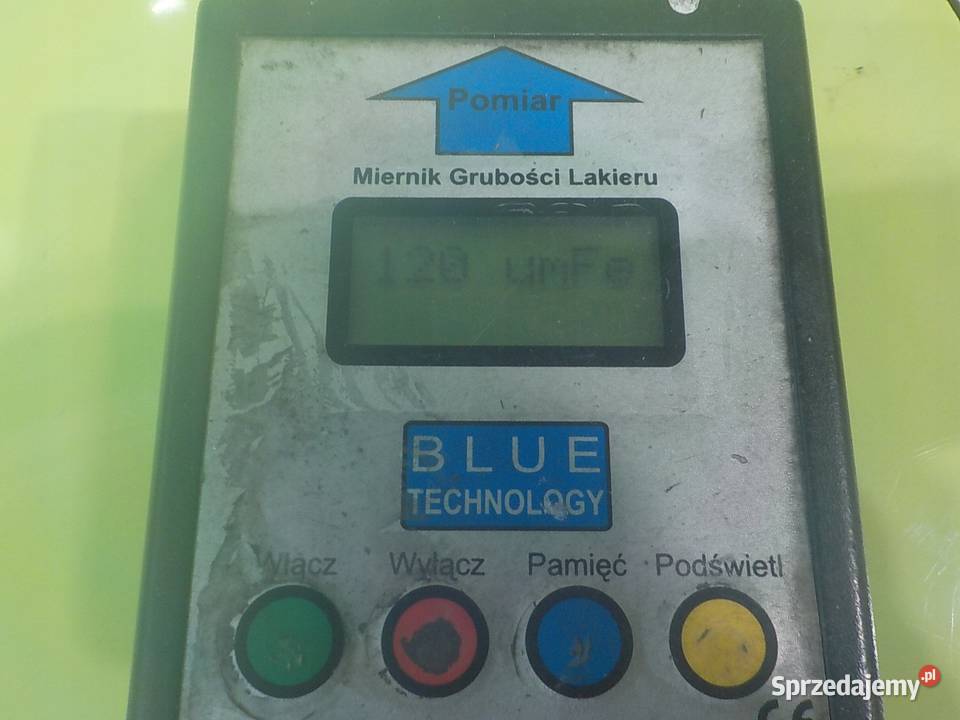 Pomiar
Miernik Grubości Lakieru
120 umFe
BLUE
TECHNOLOGY
Włącz Wyłącz Pamięć Podświetl
Sprzedajemy.pl